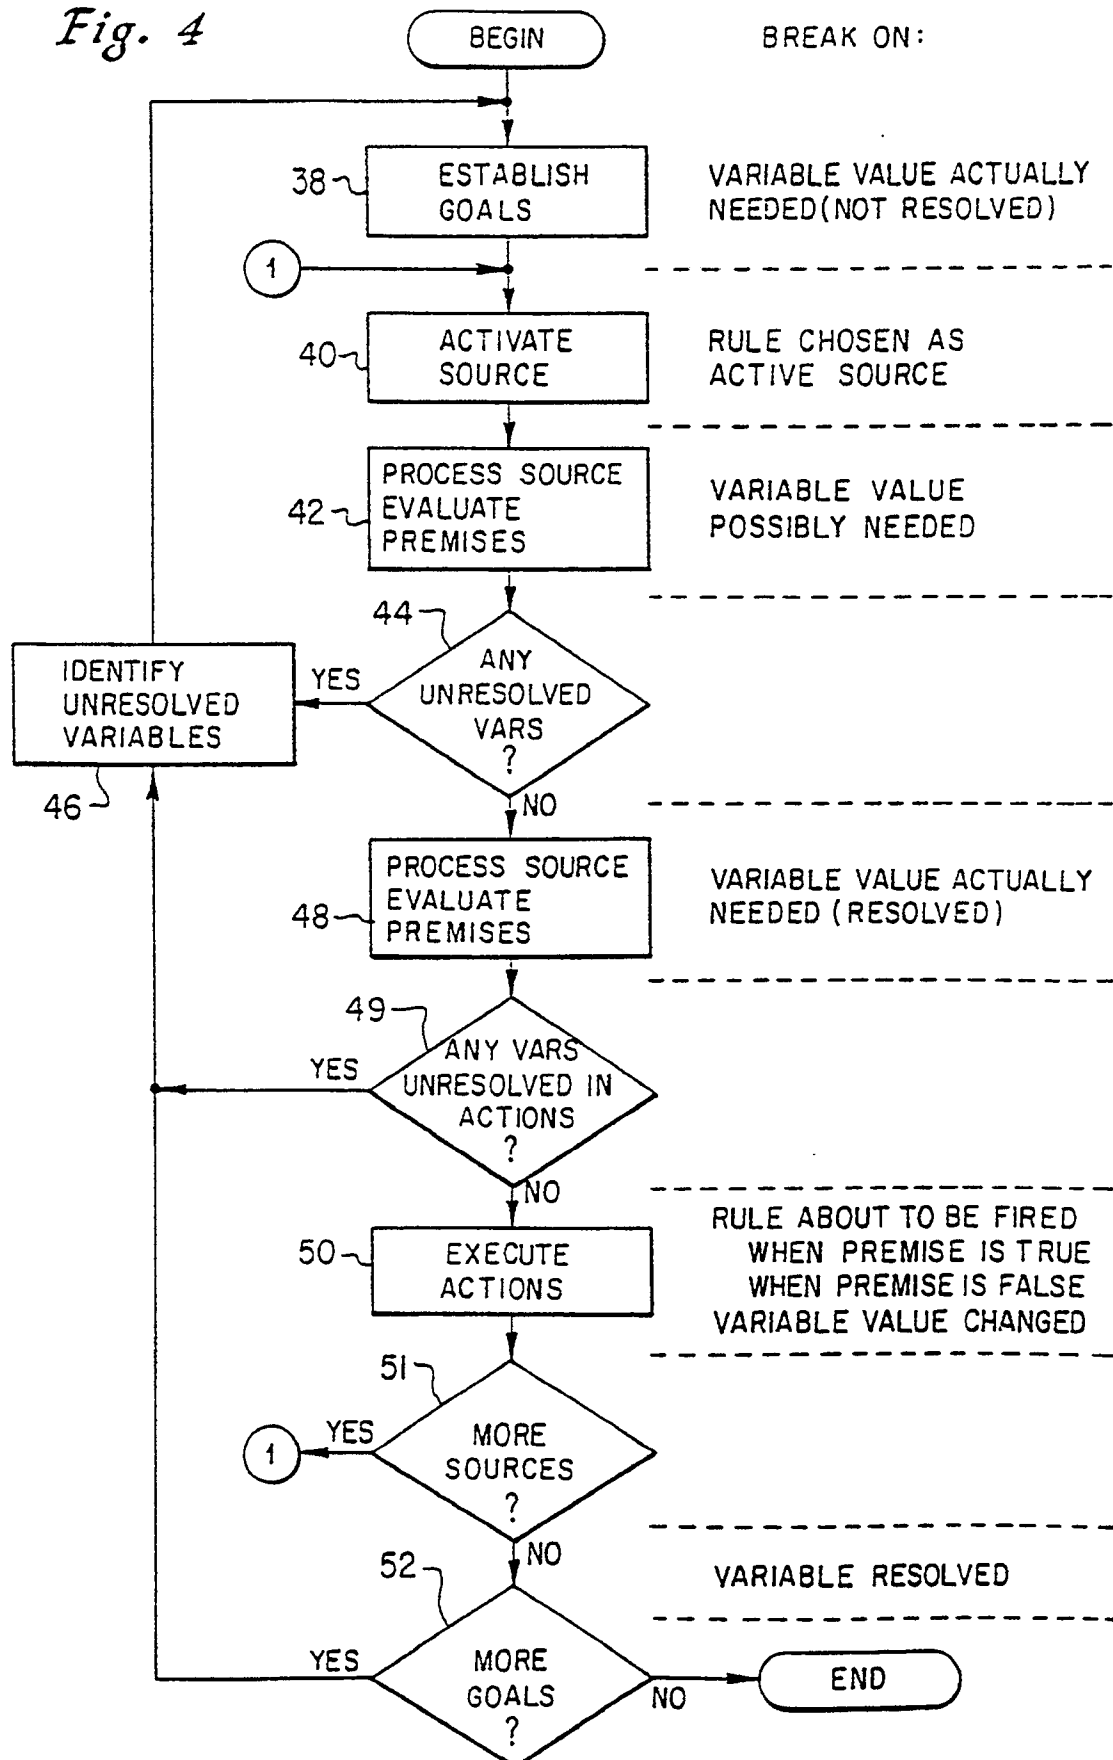 Fig. 4
BEGIN
BREAK ON:
38
ESTABLISH
GOALS
VARIABLE VALUE ACTUALLY
NEEDED(NOT RESOLVED)
1
40
ACTIVATE
SOURCE
RULE CHOSEN AS
ACTIVE SOURCE
42
PROCESS SOURCE
EVALUATE
PREMISES
VARIABLE VALUE
POSSIBLY NEEDED
44
ANY
UNRESOLVED
VARS
?
YES
IDENTIFY
UNRESOLVED
VARIABLES
46
NO
48
PROCESS SOURCE
EVALUATE
PREMISES
VARIABLE VALUE ACTUALLY
NEEDED (RESOLVED)
49
ANY VARS
UNRESOLVED IN
ACTIONS
?
YES
NO
50
EXECUTE
ACTIONS
RULE ABOUT TO BE FIRED
WHEN PREMISE IS TRUE
WHEN PREMISE IS FALSE
VARIABLE VALUE CHANGED
51
MORE
SOURCES
?
YES
1
NO
52
VARIABLE RESOLVED
MORE
GOALS
?
YES
NO
END